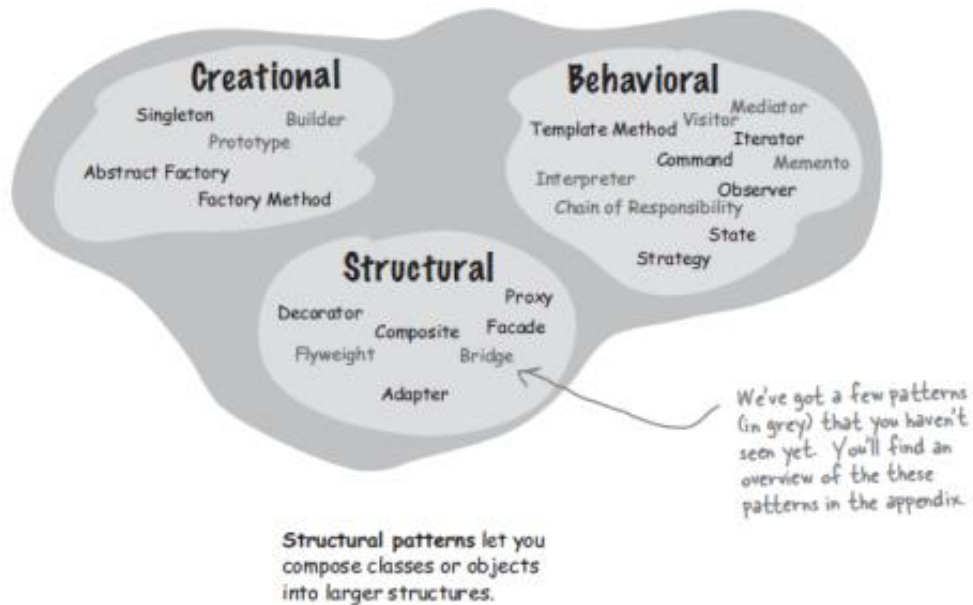 Creational
Singleton
Builder
Prototype
Abstract Factory
Factory Method
Behavioral
Mediator
Visitor
Template Method
Iterator
Command
Memento
Interpreter
Observer
Chain of Responsibility
State
Strategy
Structural
Proxy
Decorator
Composite
Facade
Flyweight
Bridge
Adapter
We've got a few patterns
(in grey) that you haven't
seen yet. You'll find an
overview of the these
patterns in the appendix.
Structural patterns let you
compose classes or objects
into larger structures.